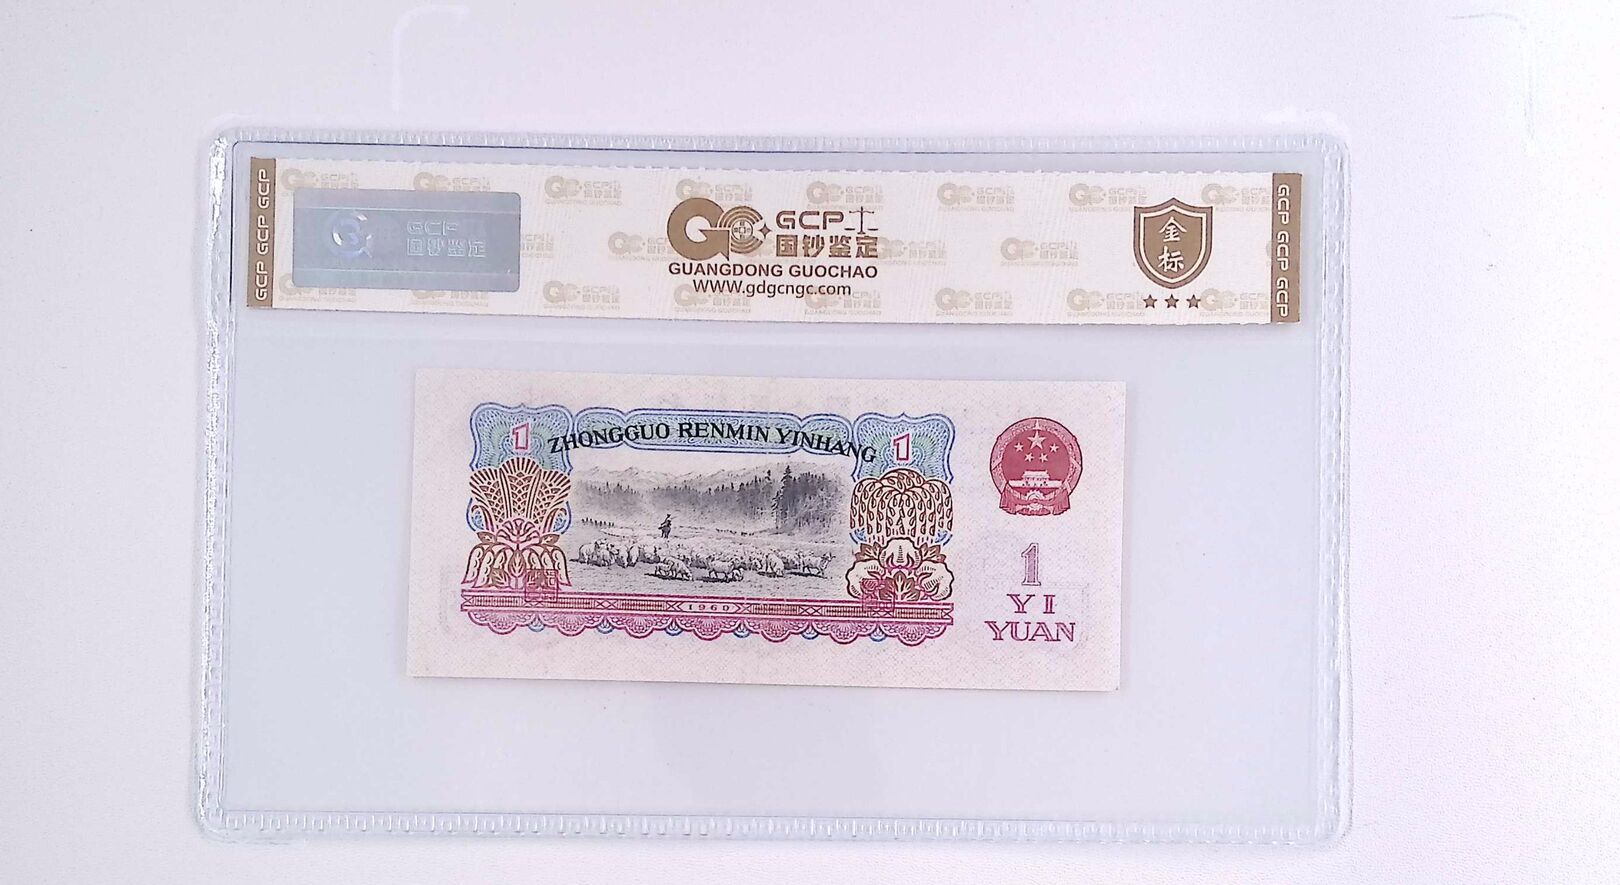 GCP GCP GCP
GCP
国钞鉴定
GCP
国钞鉴定
GUANGDONG GUOCHAO
WWW.gdgcngc.com
金
标
GCP GCP GCP GCP
1
ZHONGGUO RENMIN YINHANG
1
1960
1
YI
YUAN